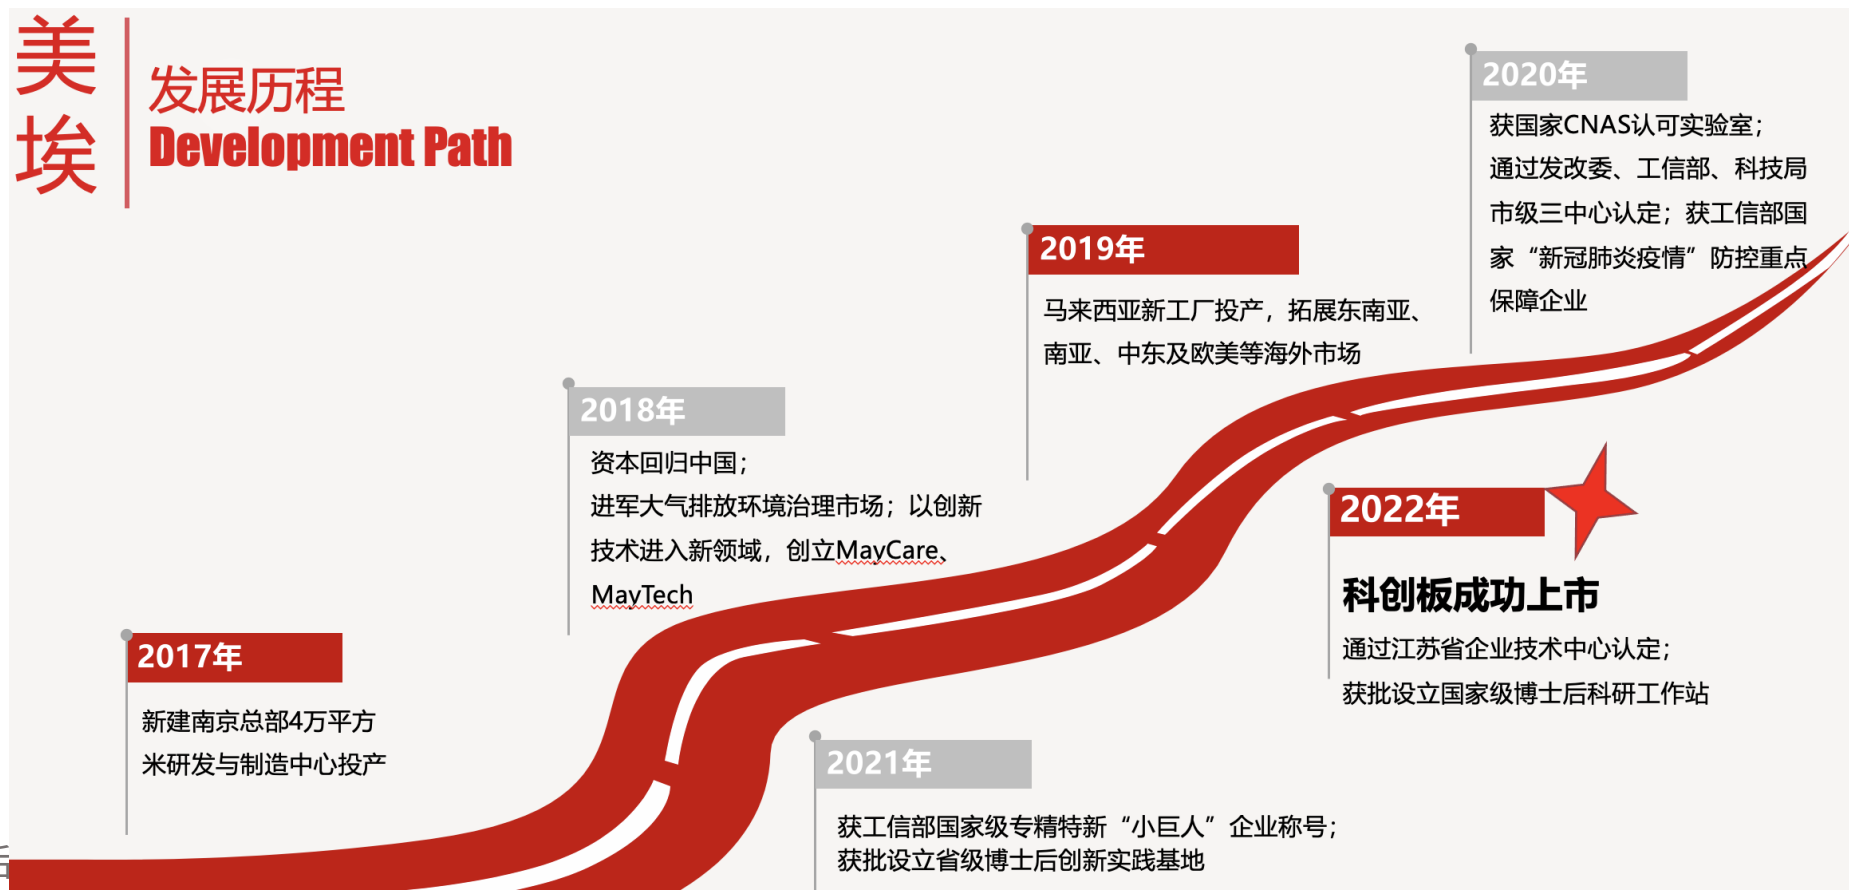 美
埃
发展历程
Development Path
2017年
新建南京总部4万平方
米研发与制造中心投产
2018年
资本回归中国；
进军大气排放环境治理市场；以创新
技术进入新领域，创立MayCare、
MayTech
2019年
马来西亚新工厂投产，拓展东南亚、
南亚、中东及欧美等海外市场
2020年
获国家CNAS认可实验室；
通过发改委、工信部、科技局
市级三中心认定；获工信部国
家“新冠肺炎疫情”防控重点
保障企业
2021年
获工信部国家级专精特新“小巨人”企业称号；
获批设立省级博士后创新实践基地
2022年
科创板成功上市
通过江苏省企业技术中心认定；
获批设立国家级博士后科研工作站